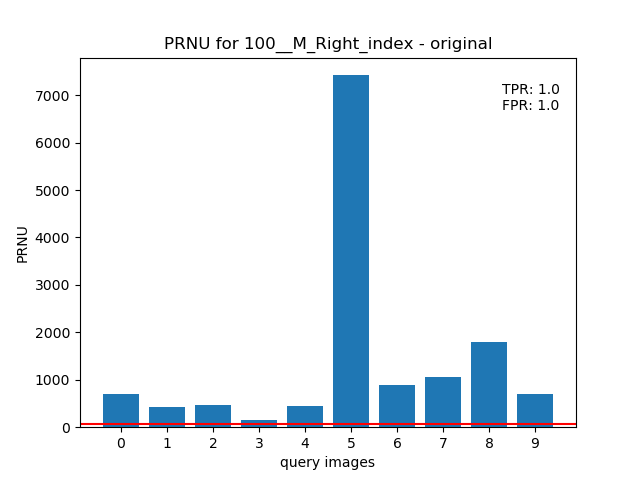 PRNU for 100__M_Right_index - original
TPR: 1.0
FPR: 1.0
PRNU
7000
6000
5000
4000
3000
2000
1000
0
0 1 2 3 4 5 6 7 8 9
query images